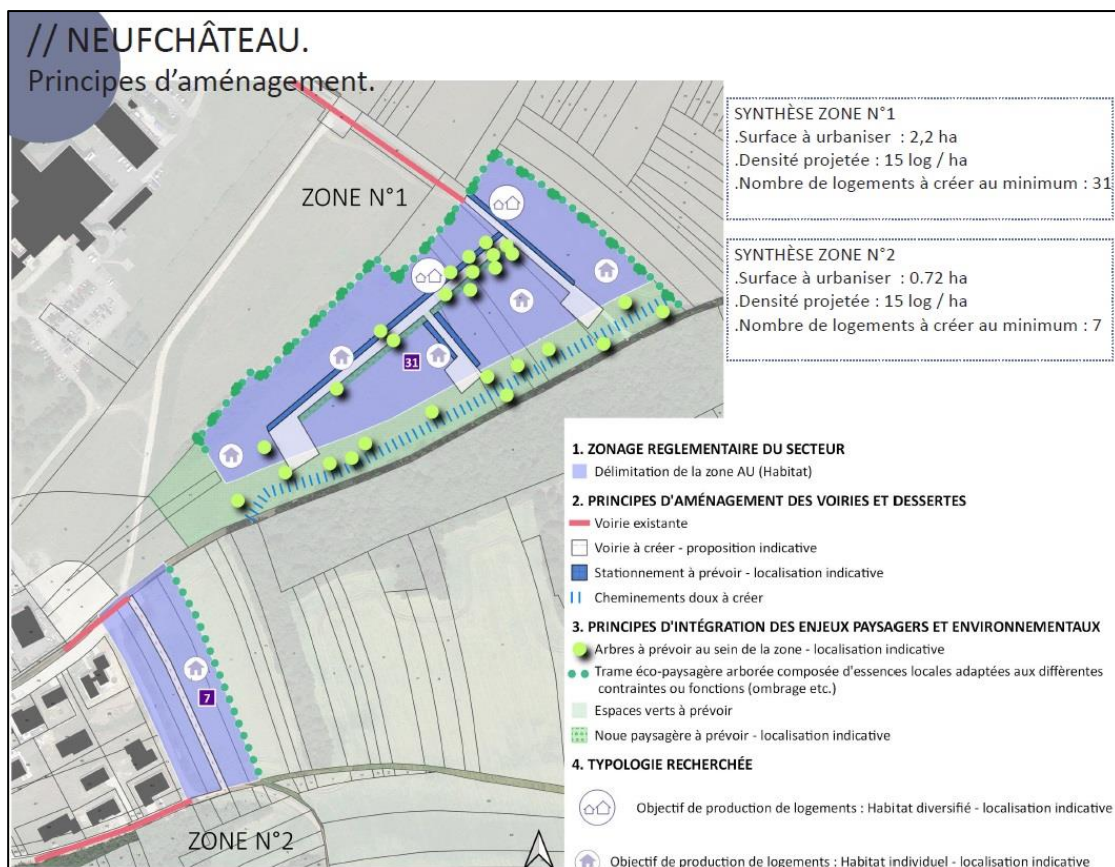 // NEUFCHÂTEAU.
Principes d'aménagement.
ZONE N°1
31
7
ZONE N°2
SYNTHÈSE ZONE N°1
.Surface à urbaniser : 2,2 ha
.Densité projetée : 15 log / ha
.Nombre de logements à créer au minimum : 31
SYNTHÈSE ZONE N°2
.Surface à urbaniser : 0.72 ha
.Densité projetée : 15 log / ha
.Nombre de logements à créer au minimum : 7
1. ZONAGE REGLEMENTAIRE DU SECTEUR
Délimitation de la zone AU (Habitat)
2. PRINCIPES D'AMÉNAGEMENT DES VOIRIES ET DESSERTES
Voirie existante
Voirie à créer - proposition indicative
Stationnement à prévoir - localisation indicative
Cheminements doux à créer
3. PRINCIPES D'INTÉGRATION DES ENJEUX PAYSAGERS ET ENVIRONNEMENTAUX
Arbres à prévoir au sein de la zone - localisation indicative
Trame éco-paysagère arborée composée d'essences locales adaptées aux diffèrentes
contraintes ou fonctions (ombrage etc.)
Espaces verts à prévoir
Noue paysagère à prévoir - localisation indicative
4. TYPOLOGIE RECHERCHÉE
Objectif de production de logements : Habitat diversifié - localisation indicative
Objectif de production de logements : Habitat individuel - localisation indicative